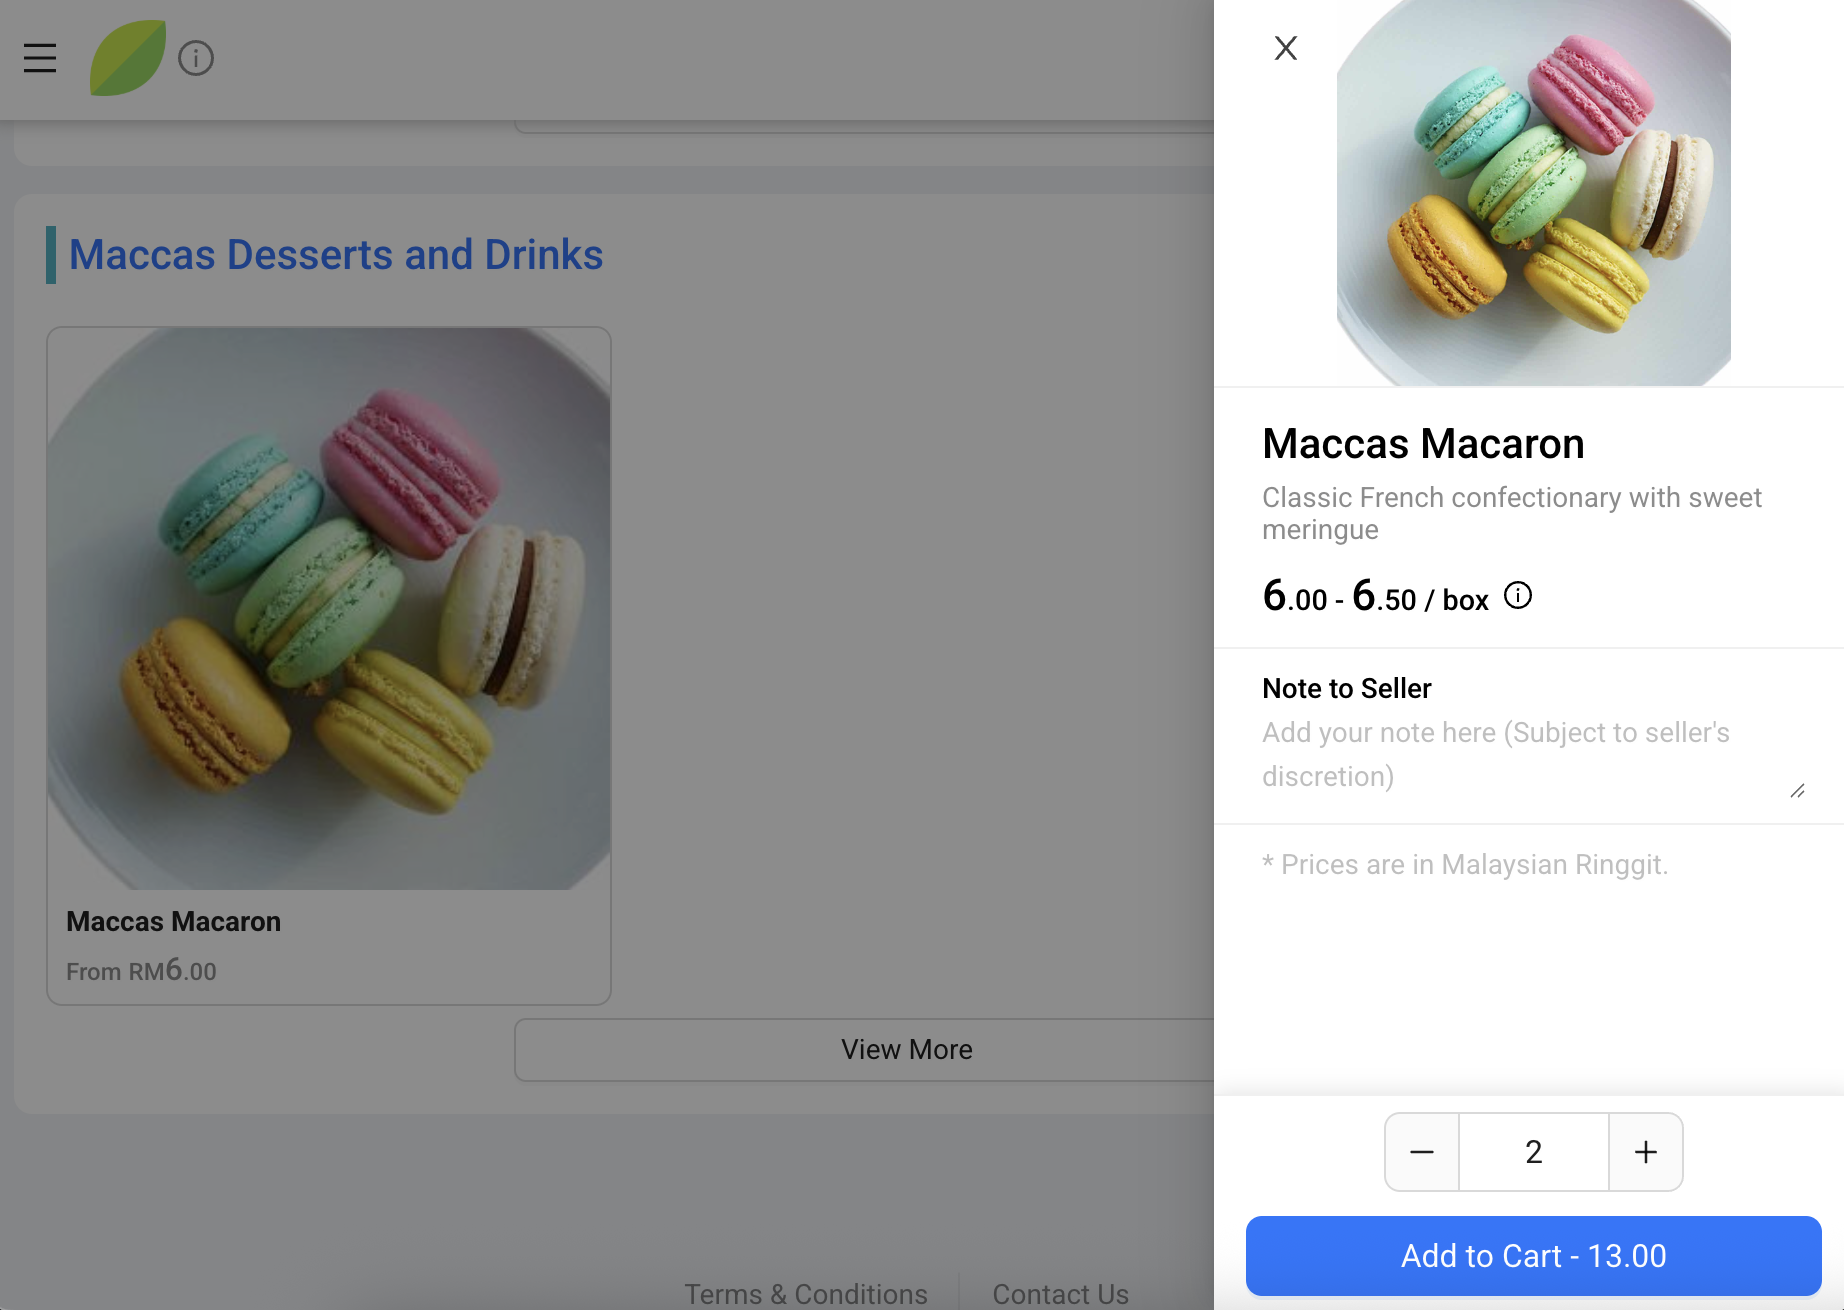 Maccas Desserts and Drinks
Maccas Macaron
From RM6.00
View More
Terms & Conditions
Contact Us
X
Maccas Macaron
Classic French confectionary with sweet
meringue
6.00 - 6.50 / box
Note to Seller
Add your note here (Subject to seller's
discretion)
* Prices are in Malaysian Ringgit.
2
Add to Cart - 13.00